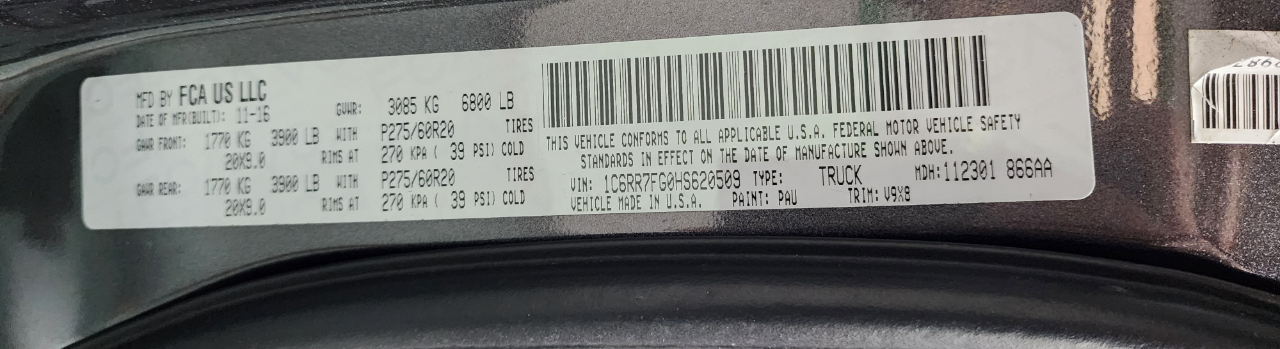 MFD BY FCA US LLC
DATE OF MFR(BUILT): 11-16 GVWR: 3085 KG 6800 LB
GAWR FRONT: 1770 KG 3900 LB WITH P275/60R20 TIRES
20X9.0 RIMS AT 270 KPA ( 39 PSI) COLD
GAWR REAR: 1770 KG 3900 LB WITH P275/60R20 TIRES
20X9.0 RIMS AT 270 KPA ( 39 PSI) COLD
THIS VEHICLE CONFORMS TO ALL APPLICABLE U.S.A. FEDERAL MOTOR VEHICLE SAFETY
STANDARDS IN EFFECT ON THE DATE OF MANUFACTURE SHOWN ABOVE.
VIN: 1C6RR7FG0HS620509 TYPE: TRUCK MDH: 112301 866AA
VEHICLE MADE IN U.S.A. PAINT: PAU TRIM: V9X8